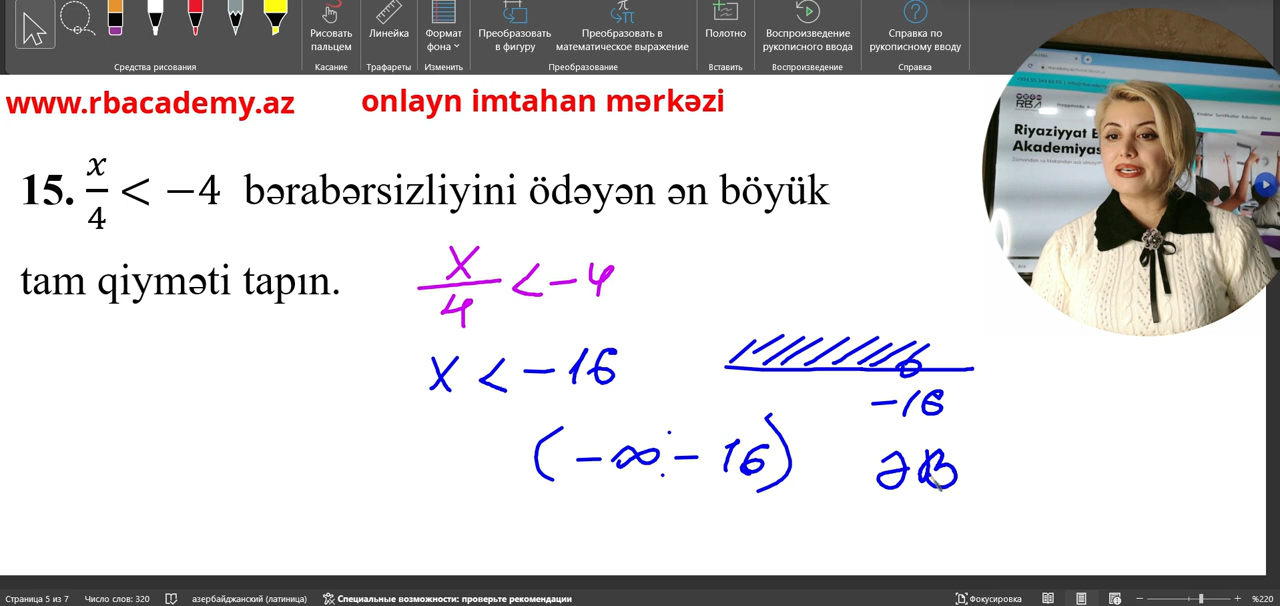 Рисовать пальцем
Линейка
Формат фона
Преобразовать в фигуру
Преобразовать в математическое выражение
Полотно
Воспроизведение рукописного ввода
Справка по рукописному вводу
Средства рисования
Касание
Трафареты
Изменить
Преобразование
Вставить
Воспроизведение
Справка
www.rbacademy.az onlayn imtahan mərkəzi
RBA
Riyaziyyat B
Akademiyas
15. x/4 < −4 bərabərsizliyini ödəyən ən böyük
tam qiyməti tapın.
x/4 < −4
x < −16
−16
(−∞; −16)
ƏB
Страница 5 из 7 Число слов: 320 азербайджанский (латиница) Специальные возможности: проверьте рекомендации Фокусировка − + %220